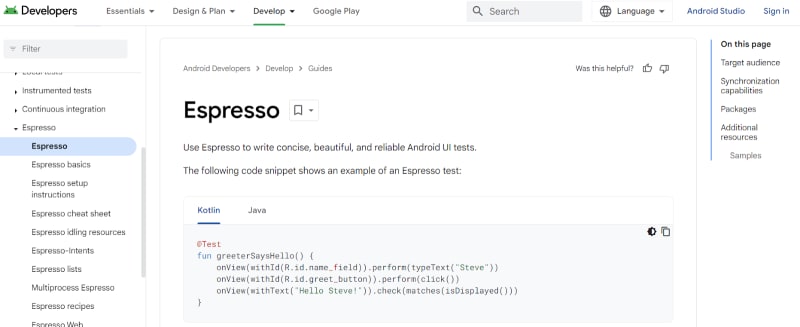 Developers
Essentials
Design & Plan
Develop
Google Play
Search
Language
Android Studio
Sign in
Filter
Local tests
Instrumented tests
Continuous integration
Espresso
Espresso
Espresso basics
Espresso setup
instructions
Espresso cheat sheet
Espresso idling resources
Espresso-Intents
Espresso lists
Multiprocess Espresso
Espresso recipes
Espresso Web
Android Developers > Develop > Guides
Was this helpful?
Espresso
Use Espresso to write concise, beautiful, and reliable Android UI tests.
The following code snippet shows an example of an Espresso test:
Kotlin
Java
@Test
fun greeterSaysHello() {
    onView(withId(R.id.name_field)).perform(typeText("Steve"))
    onView(withId(R.id.greet_button)).perform(click())
    onView(withText("Hello Steve!")).check(matches(isDisplayed()))
}
On this page
Target audience
Synchronization
capabilities
Packages
Additional
resources
Samples